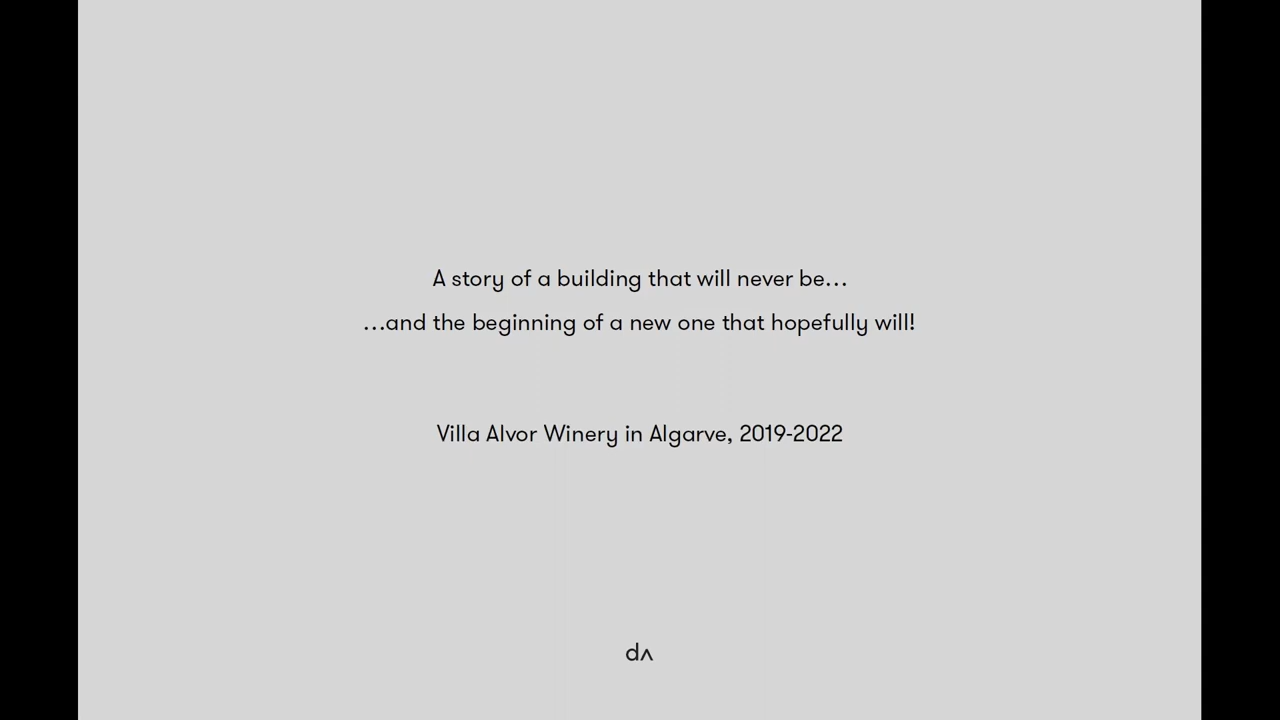 A story of a building that will never be...
...and the beginning of a new one that hopefully will!
Villa Alvor Winery in Algarve, 2019-2022
dʌ